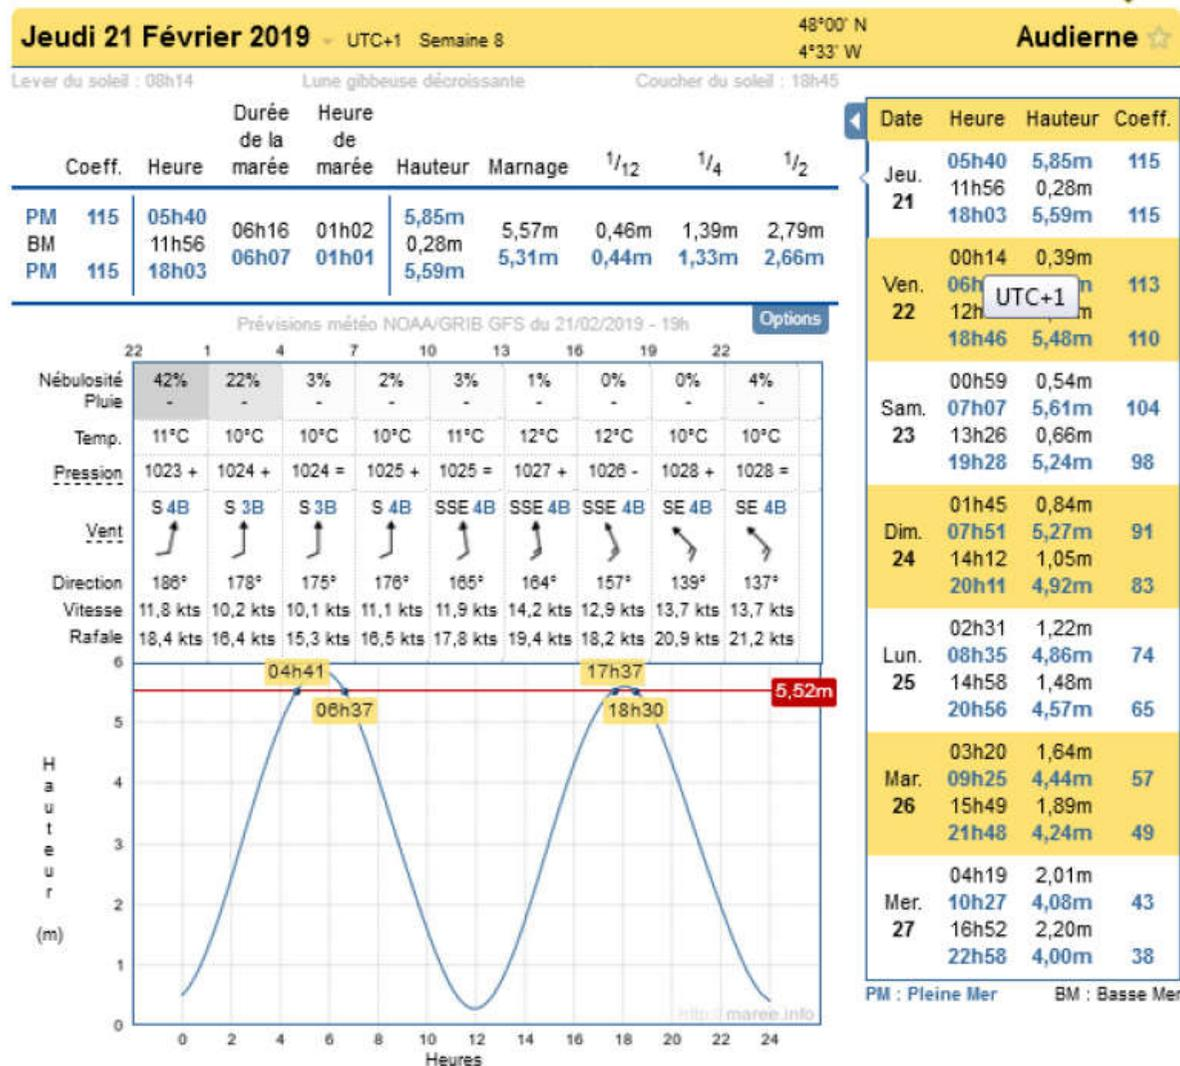 Jeudi 21 Février 2019 UTC+1 Semaine 8 48°00' N Audierne
4°33' W
Lever du soleil : 08h14 Lune gibbeuse décroissante Coucher du soleil : 18h45
Coeff. Heure Durée de la marée Heure de marée Hauteur Marnage 1/12 1/4 1/2
PM 115 05h40 5,85m
06h16 01h02 5,57m 0,46m 1,39m 2,79m
BM 11h56 0,28m
06h07 01h01 5,31m 0,44m 1,33m 2,66m
PM 115 18h03 5,59m
Prévisions météo NOAA/GRIB GFS du 21/02/2019 - 19h Options
22 1 4 7 10 13 16 19 22
Nébulosité 42% 22% 3% 2% 3% 1% 0% 0% 4%
Pluie - - - - - - - - -
Temp. 11°C 10°C 10°C 10°C 11°C 12°C 12°C 10°C 10°C
Pression 1023 + 1024 + 1024 = 1025 + 1025 = 1027 + 1026 - 1028 + 1028 =
S 4B S 3B S 3B S 4B SSE 4B SSE 4B SSE 4B SE 4B SE 4B
Vent
Direction 186° 178° 175° 176° 165° 164° 157° 139° 137°
Vitesse 11,8 kts 10,2 kts 10,1 kts 11,1 kts 11,9 kts 14,2 kts 12,9 kts 13,7 kts 13,7 kts
Rafale 18,4 kts 16,4 kts 15,3 kts 16,5 kts 17,8 kts 19,4 kts 18,2 kts 20,9 kts 21,2 kts
6
04h41 17h37
5,52m
06h37 18h30
5
4
3
2
1
0
Hauteur
(m)
http://maree.info
0 2 4 6 8 10 12 14 16 18 20 22 24
Heures
Date Heure Hauteur Coeff.
Jeu. 21
05h40 5,85m 115
11h56 0,28m
18h03 5,59m 115
Ven. 22
00h14 0,39m
06h m 113
12h m
UTC+1
18h46 5,48m 110
Sam. 23
00h59 0,54m
07h07 5,61m 104
13h26 0,66m
19h28 5,24m 98
Dim. 24
01h45 0,84m
07h51 5,27m 91
14h12 1,05m
20h11 4,92m 83
Lun. 25
02h31 1,22m
08h35 4,86m 74
14h58 1,48m
20h56 4,57m 65
Mar. 26
03h20 1,64m
09h25 4,44m 57
15h49 1,89m
21h48 4,24m 49
Mer. 27
04h19 2,01m
10h27 4,08m 43
16h52 2,20m
22h58 4,00m 38
PM : Pleine Mer BM : Basse Mer